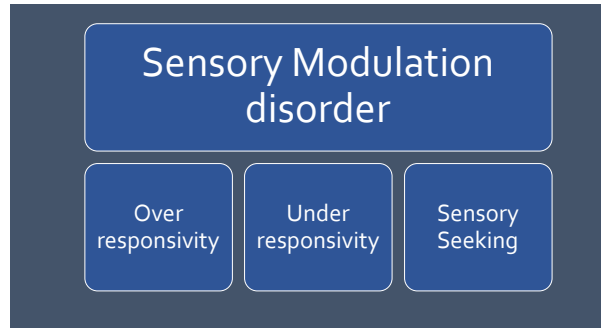 Sensory Modulation
disorder
Over
responsivity
Under
responsivity
Sensory
Seeking